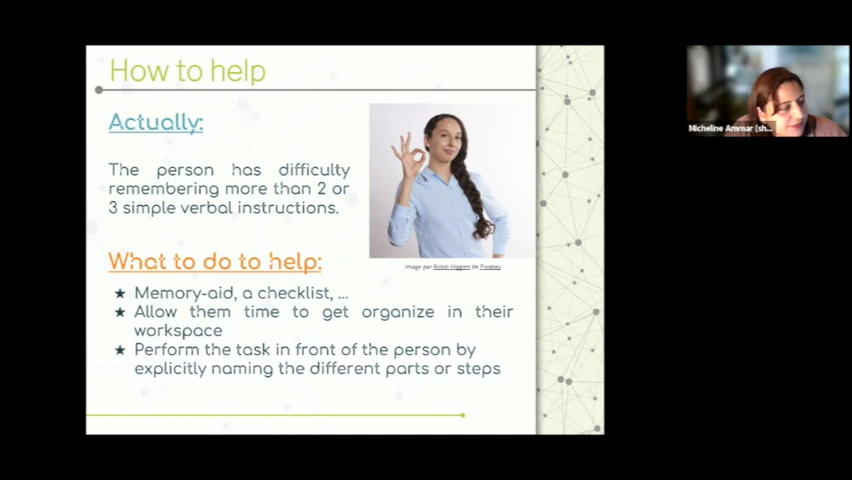 How to help
Actually:
The person has difficulty
remembering more than 2 or
3 simple verbal instructions.
Image par Robin Higgins de Pixabay
What to do to help:
★ Memory-aid, a checklist, ...
★ Allow them time to get organize in their
workspace
★ Perform the task in front of the person by
explicitly naming the different parts or steps
Micheline Ammar (sh...